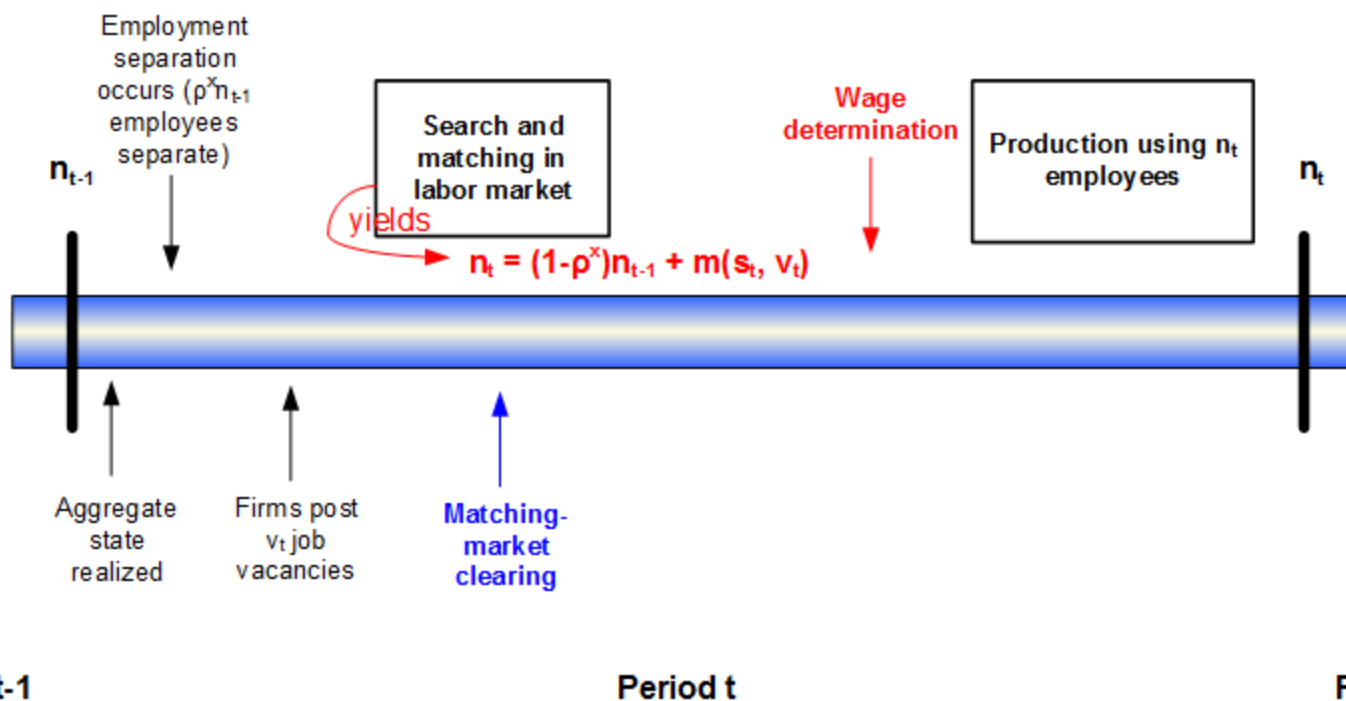 Employment
separation
occurs (ρˣnₜ₋₁
employees
separate)
nₜ₋₁
Search and
matching in
labor market
yields
nₜ = (1-ρˣ)nₜ₋₁ + m(sₜ, vₜ)
Wage
determination
Production using nₜ
employees
nₜ
Aggregate
state
realized
Firms post
vₜ job
vacancies
Matching-
market
clearing
t-1
Period t